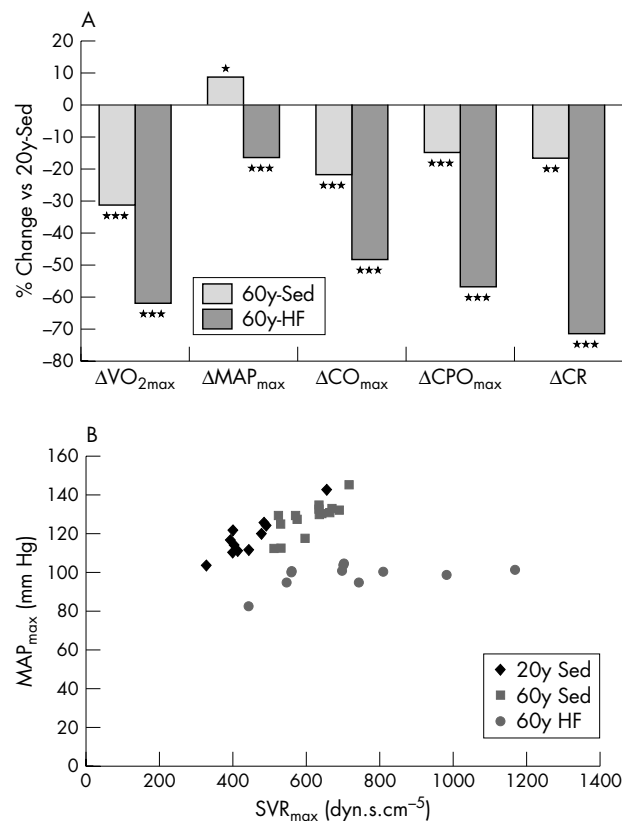 A
20
10
0
–10
–20
–30
–40
–50
–60
–70
–80
% Change vs 20y-Sed
★ ★★★ ★★★ ★★★ ★★
★★★ ★★★ ★★★ ★★★ ★★★
60y-Sed
60y-HF
ΔVO2max ΔMAPmax ΔCOmax ΔCPOmax ΔCR
B
160
140
120
100
80
60
40
20
0
MAPmax (mm Hg)
20y Sed
60y Sed
60y HF
0 200 400 600 800 1000 1200 1400
SVRmax (dyn.s.cm–5)